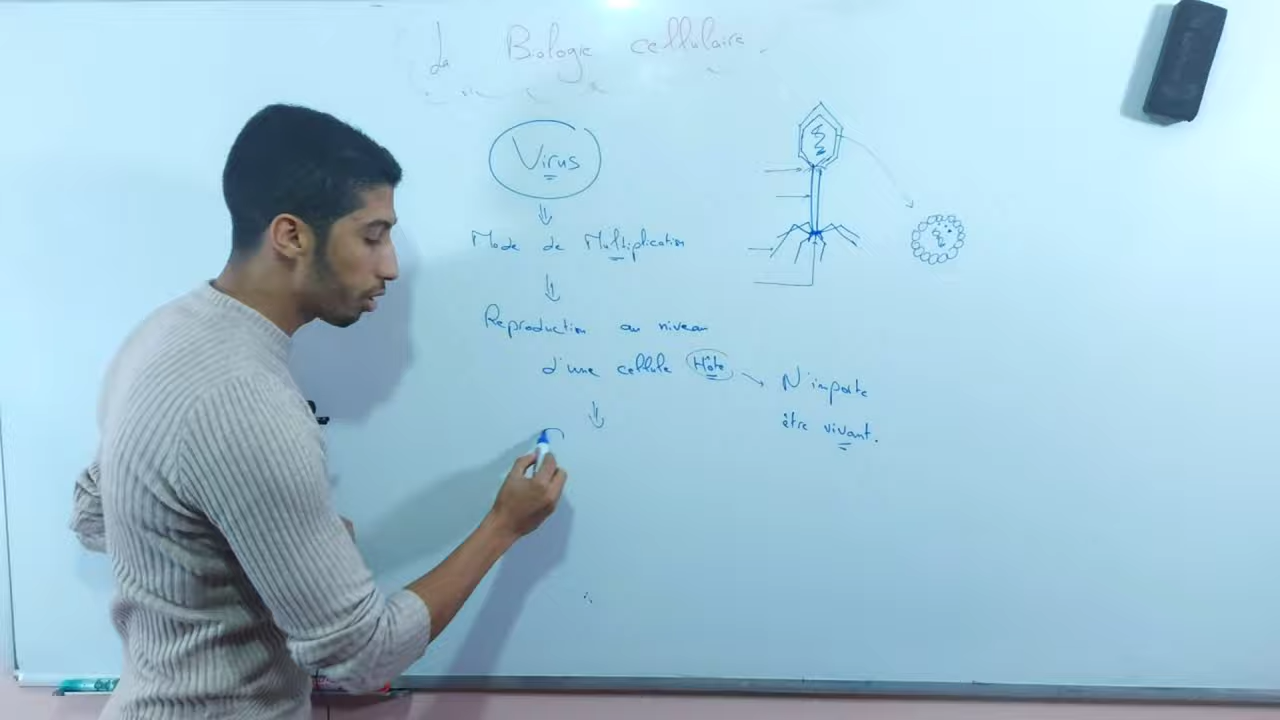 La Biologie cellulaire.
Virus
Mode de Multiplication
Reproduction au niveau
d'une cellule Hôte
N'importe
être vivant.